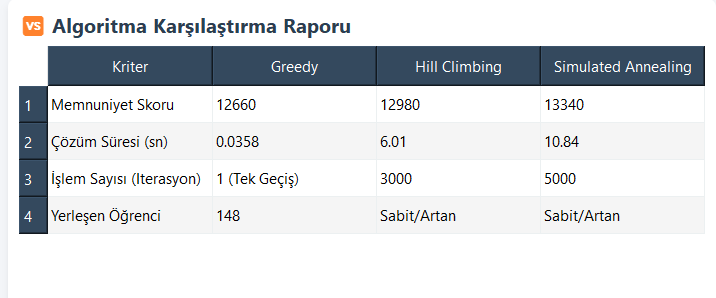 VS Algoritma Karşılaştırma Raporu
Kriter Greedy Hill Climbing Simulated Annealing
1 Memnuniyet Skoru 12660 12980 13340
2 Çözüm Süresi (sn) 0.0358 6.01 10.84
3 İşlem Sayısı (Iterasyon) 1 (Tek Geçiş) 3000 5000
4 Yerleşen Öğrenci 148 Sabit/Artan Sabit/Artan